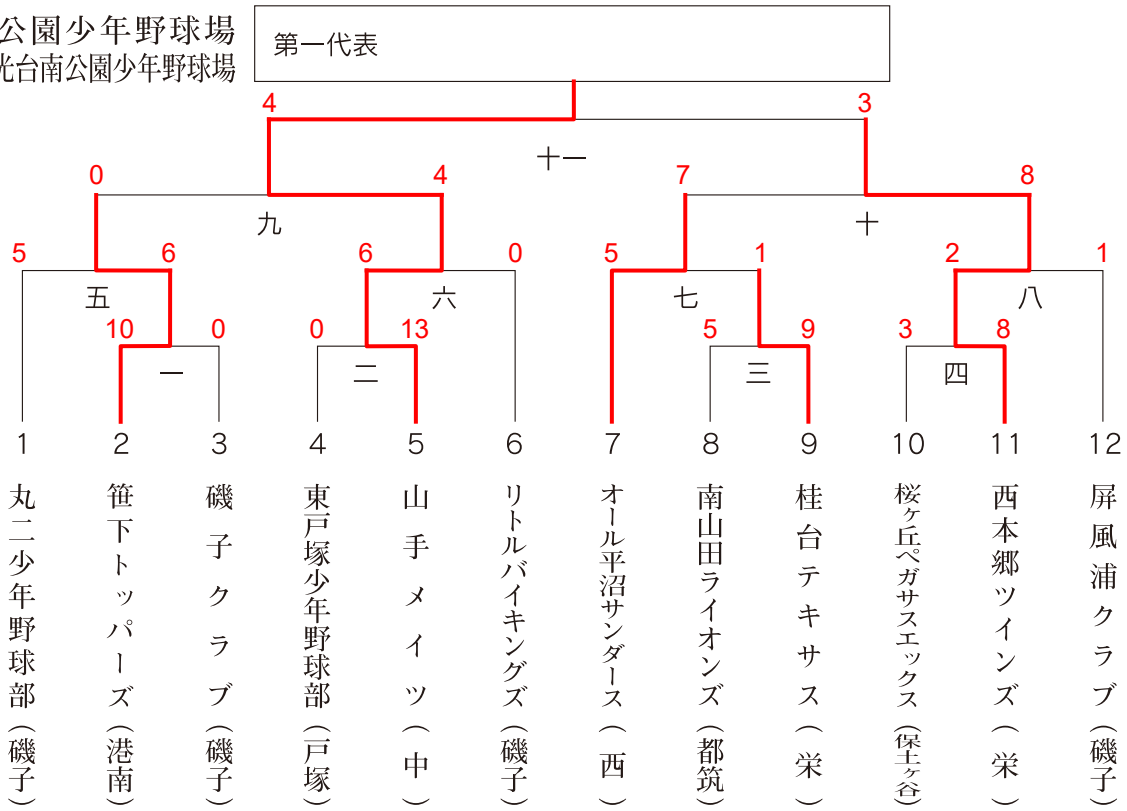 公園少年野球場
光台南公園少年野球場
第一代表
4 3
十一
0 4 7 8
九 十
5 6 6 0 5 1 2 1
五 六 七 八
10 0 0 13 5 9 3 8
一 二 三 四
1 2 3 4 5 6 7 8 9 10 11 12
丸二少年野球部(磯子)
笹下トッパーズ(港南)
磯子クラブ(磯子)
東戸塚少年野球部(戸塚)
山手メイツ(中)
リトルバイキングズ(磯子)
オール平沼サンダース(西)
南山田ライオンズ(都筑)
桂台テキサス(栄)
桜ヶ丘ペガサスエックス(保土ヶ谷)
西本郷ツインズ(栄)
屏風浦クラブ(磯子)